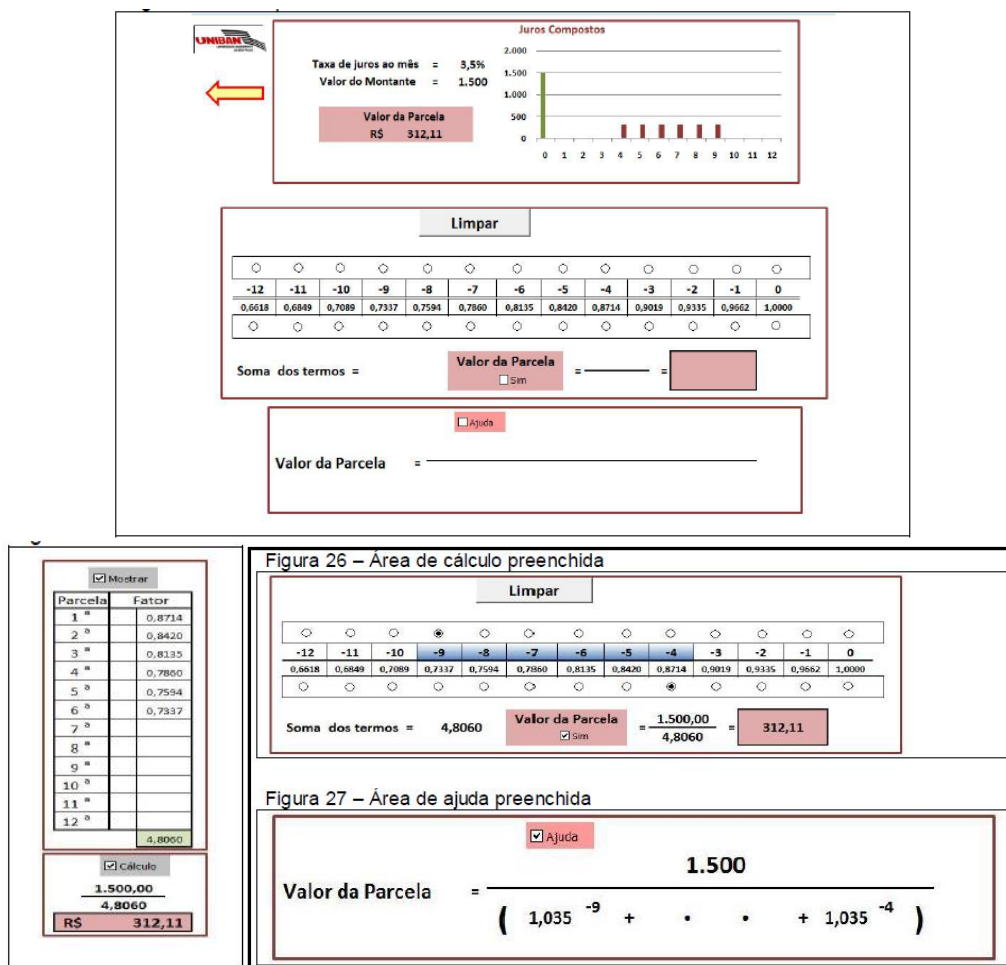 UNIBAN
Juros Compostos
Taxa de juros ao mês = 3,5%
Valor do Montante = 1.500
Valor da Parcela
R$ 312,11
2.000
1.500
1.000
500
0
0 1 2 3 4 5 6 7 8 9 10 11 12
Limpar
-12 -11 -10 -9 -8 -7 -6 -5 -4 -3 -2 -1 0
0,6618 0,6849 0,7089 0,7337 0,7594 0,7860 0,8135 0,8420 0,8714 0,9019 0,9335 0,9662 1,0000
Soma dos termos = Valor da Parcela = =
Sim
Ajuda
Valor da Parcela =
Mostrar
Parcela Fator
1 ª 0,8714
2 ª 0,8420
3 ª 0,8135
4 ª 0,7860
5 ª 0,7594
6 ª 0,7337
7 ª
8 ª
9 ª
10 ª
11 ª
12 ª
4,8060
Cálculo
1.500,00
4,8060
R$ 312,11
Figura 26 – Área de cálculo preenchida
Limpar
-12 -11 -10 -9 -8 -7 -6 -5 -4 -3 -2 -1 0
0,6618 0,6849 0,7089 0,7337 0,7594 0,7860 0,8135 0,8420 0,8714 0,9019 0,9335 0,9662 1,0000
Soma dos termos = 4,8060 Valor da Parcela = 1.500,00 = 312,11
Sim 4,8060
Figura 27 – Área de ajuda preenchida
Ajuda
1.500
Valor da Parcela =
( 1,035 -9 + • • + 1,035 -4 )